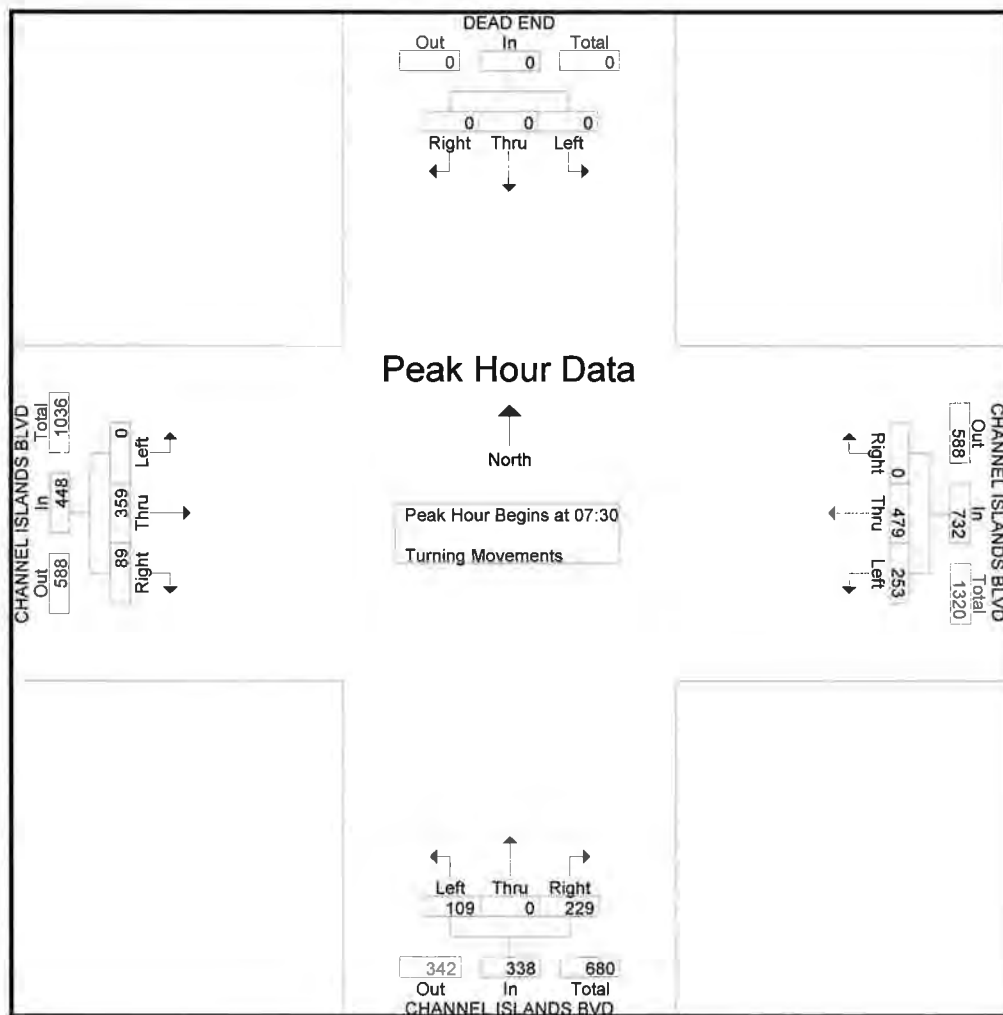 DEAD END
Out In Total
0 0 0
0 0 0
Right Thru Left
Peak Hour Data
North
Peak Hour Begins at 07:30
Turning Movements
CHANNEL ISLANDS BLVD
Total In Out
1036 448 588
0 359 89
Left Thru Right
Right Thru Left
0 479 253
Out In Total
588 732 1320
CHANNEL ISLANDS BLVD
Left Thru Right
109 0 229
342 338 680
Out In Total
CHANNEL ISLANDS BVD